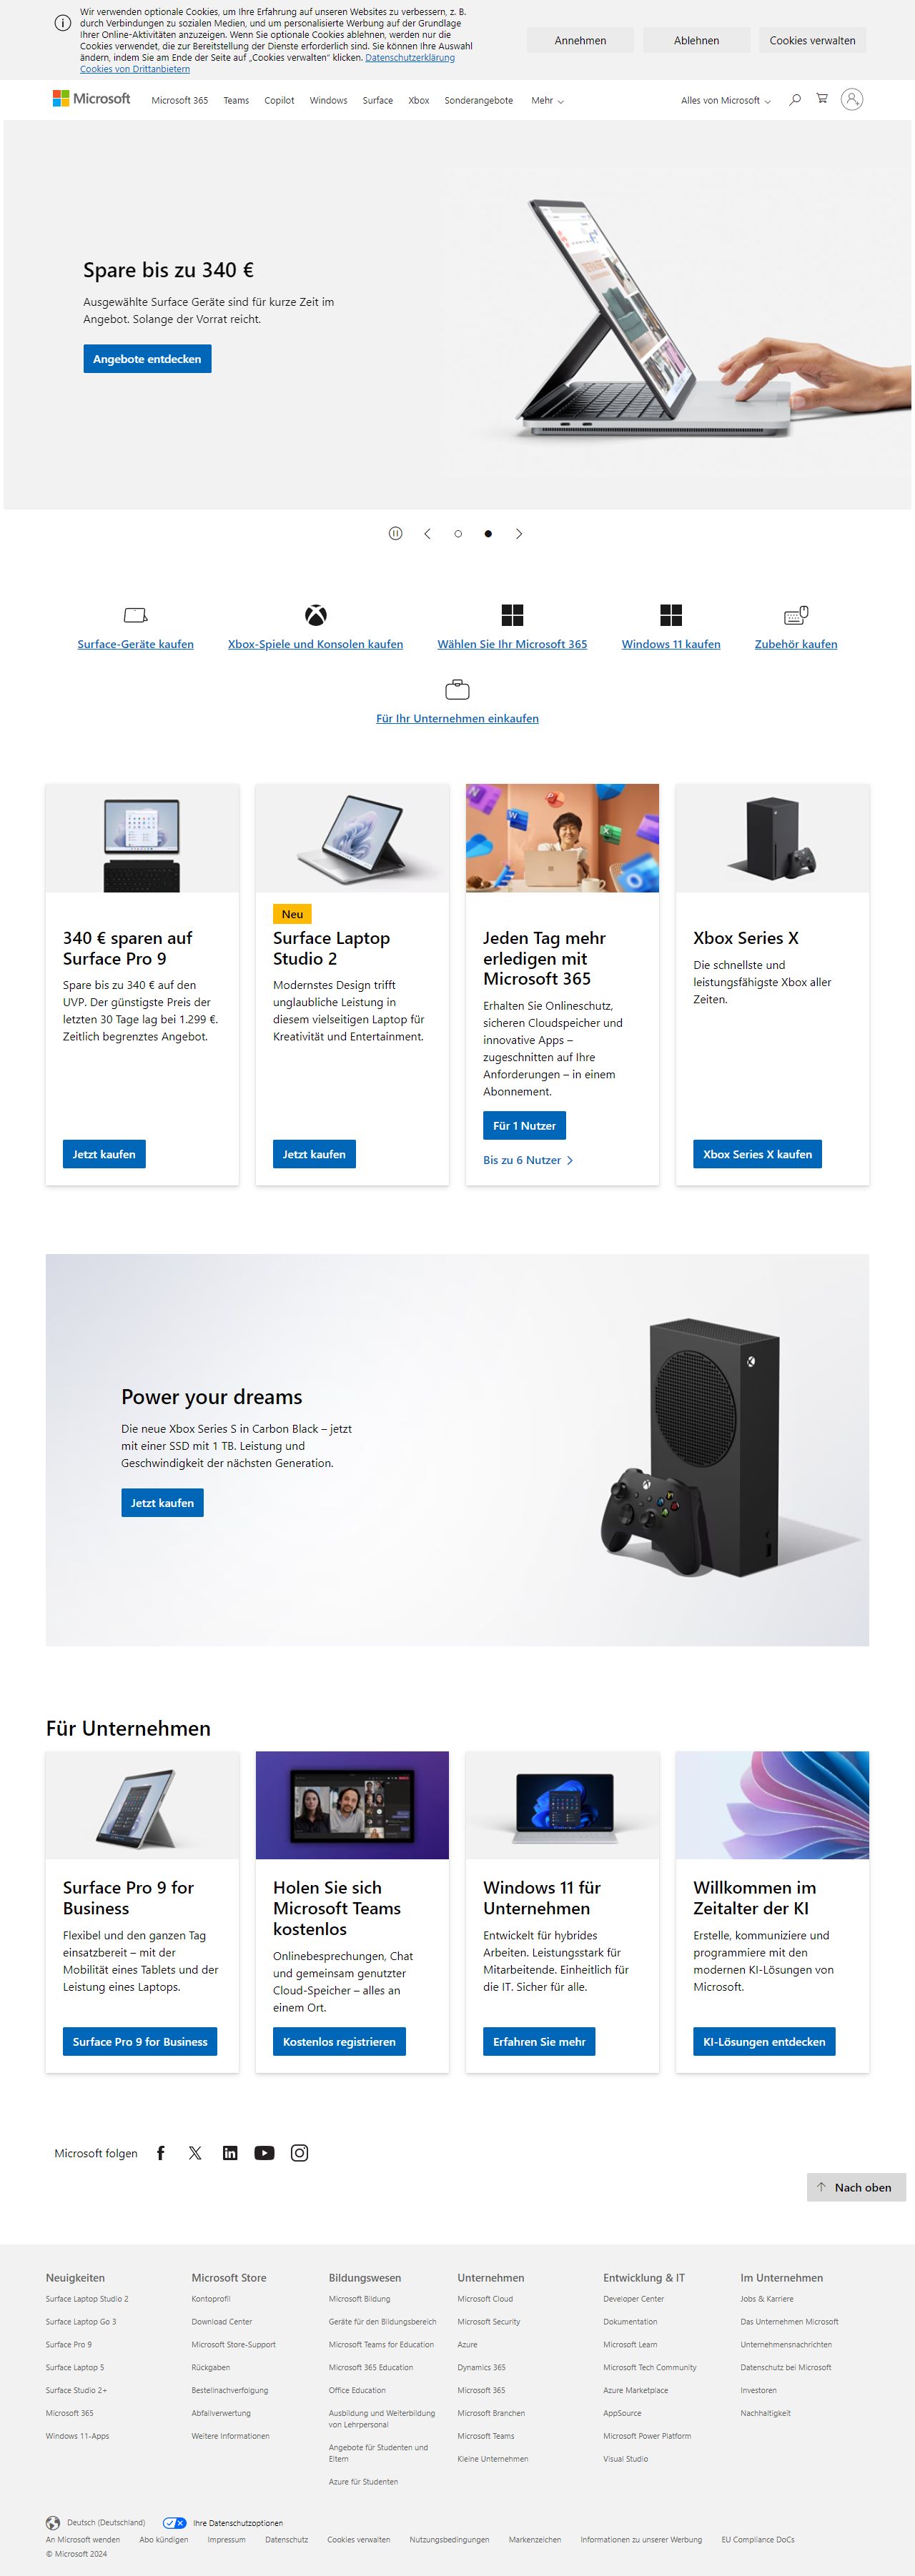 Wir verwenden optionale Cookies, um Ihre Erfahrung auf unseren Websites zu verbessern, z. B.
durch Verbindungen zu sozialen Medien, und um personalisierte Werbung auf der Grundlage
Ihrer Online-Aktivitäten anzuzeigen. Wenn Sie optionale Cookies ablehnen, werden nur die
Cookies verwendet, die zur Bereitstellung der Dienste erforderlich sind. Sie können Ihre Auswahl
ändern, indem Sie am Ende der Seite auf „Cookies verwalten“ klicken. Datenschutzerklärung
Cookies von Drittanbietern
Annehmen Ablehnen Cookies verwalten
Microsoft Microsoft 365 Teams Copilot Windows Surface Xbox Sonderangebote Mehr Alles von Microsoft
Spare bis zu 340 €
Ausgewählte Surface Geräte sind für kurze Zeit im
Angebot. Solange der Vorrat reicht.
Angebote entdecken
Surface-Geräte kaufen Xbox-Spiele und Konsolen kaufen Wählen Sie Ihr Microsoft 365 Windows 11 kaufen Zubehör kaufen
Für Ihr Unternehmen einkaufen
340 € sparen auf
Surface Pro 9
Spare bis zu 340 € auf den
UVP. Der günstigste Preis der
letzten 30 Tage lag bei 1.299 €.
Zeitlich begrenztes Angebot.
Jetzt kaufen
Neu
Surface Laptop
Studio 2
Modernstes Design trifft
unglaubliche Leistung in
diesem vielseitigen Laptop für
Kreativität und Entertainment.
Jetzt kaufen
Jeden Tag mehr
erledigen mit
Microsoft 365
Erhalten Sie Onlineschutz,
sicheren Cloudspeicher und
innovative Apps –
zugeschnitten auf Ihre
Anforderungen – in einem
Abonnement.
Für 1 Nutzer
Bis zu 6 Nutzer
Xbox Series X
Die schnellste und
leistungsfähigste Xbox aller
Zeiten.
Xbox Series X kaufen
Power your dreams
Die neue Xbox Series S in Carbon Black – jetzt
mit einer SSD mit 1 TB. Leistung und
Geschwindigkeit der nächsten Generation.
Jetzt kaufen
Für Unternehmen
Surface Pro 9 for
Business
Flexibel und den ganzen Tag
einsatzbereit – mit der
Mobilität eines Tablets und der
Leistung eines Laptops.
Surface Pro 9 for Business
Holen Sie sich
Microsoft Teams
kostenlos
Onlinebesprechungen, Chat
und gemeinsam genutzter
Cloud-Speicher – alles an
einem Ort.
Kostenlos registrieren
Windows 11 für
Unternehmen
Entwickelt für hybrides
Arbeiten. Leistungsstark für
Mitarbeitende. Einheitlich für
die IT. Sicher für alle.
Erfahren Sie mehr
Willkommen im
Zeitalter der KI
Erstelle, kommuniziere und
programmiere mit den
modernen KI-Lösungen von
Microsoft.
KI-Lösungen entdecken
Microsoft folgen
Nach oben
Neuigkeiten
Surface Laptop Studio 2
Surface Laptop Go 3
Surface Pro 9
Surface Laptop 5
Surface Studio 2+
Microsoft 365
Windows 11-Apps
Microsoft Store
Kontoprofil
Download Center
Microsoft Store-Support
Rückgaben
Bestellnachverfolgung
Abfallverwertung
Weitere Informationen
Bildungswesen
Microsoft Bildung
Geräte für den Bildungsbereich
Microsoft Teams for Education
Microsoft 365 Education
Office Education
Ausbildung und Weiterbildung
von Lehrpersonal
Angebote für Studenten und
Eltern
Azure für Studenten
Unternehmen
Microsoft Cloud
Microsoft Security
Azure
Dynamics 365
Microsoft 365
Microsoft Branchen
Microsoft Teams
Kleine Unternehmen
Entwicklung & IT
Developer Center
Dokumentation
Microsoft Learn
Microsoft Tech Community
Azure Marketplace
AppSource
Microsoft Power Platform
Visual Studio
Im Unternehmen
Jobs & Karriere
Das Unternehmen Microsoft
Unternehmensnachrichten
Datenschutz bei Microsoft
Investoren
Nachhaltigkeit
Deutsch (Deutschland) Ihre Datenschutzoptionen
An Microsoft wenden Abo kündigen Impressum Datenschutz Cookies verwalten Nutzungsbedingungen Markenzeichen Informationen zu unserer Werbung EU Compliance DoCs
© Microsoft 2024